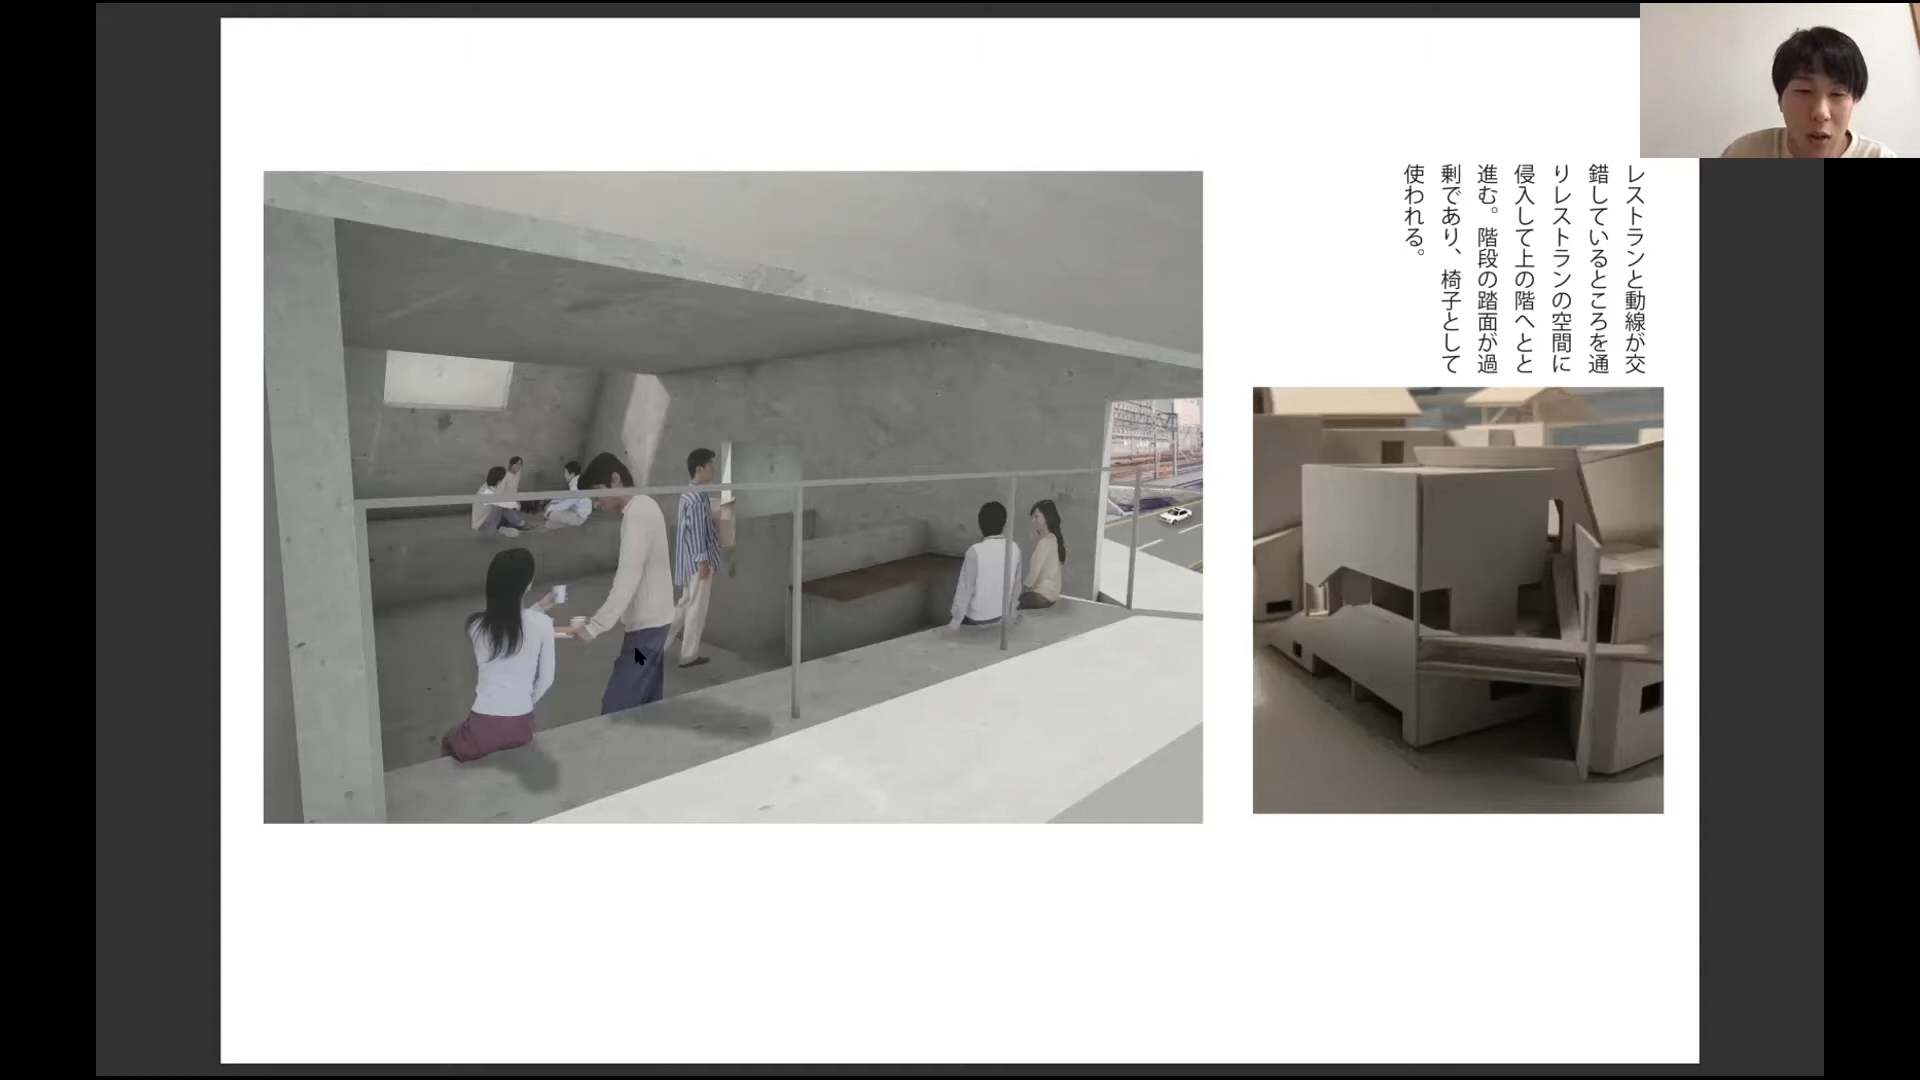 レストランと動線が交
錯しているところを通
りレストランの空間に
侵入して上の階へとと
進む。階段の踏面が過
剰であり、椅子として
使われる。